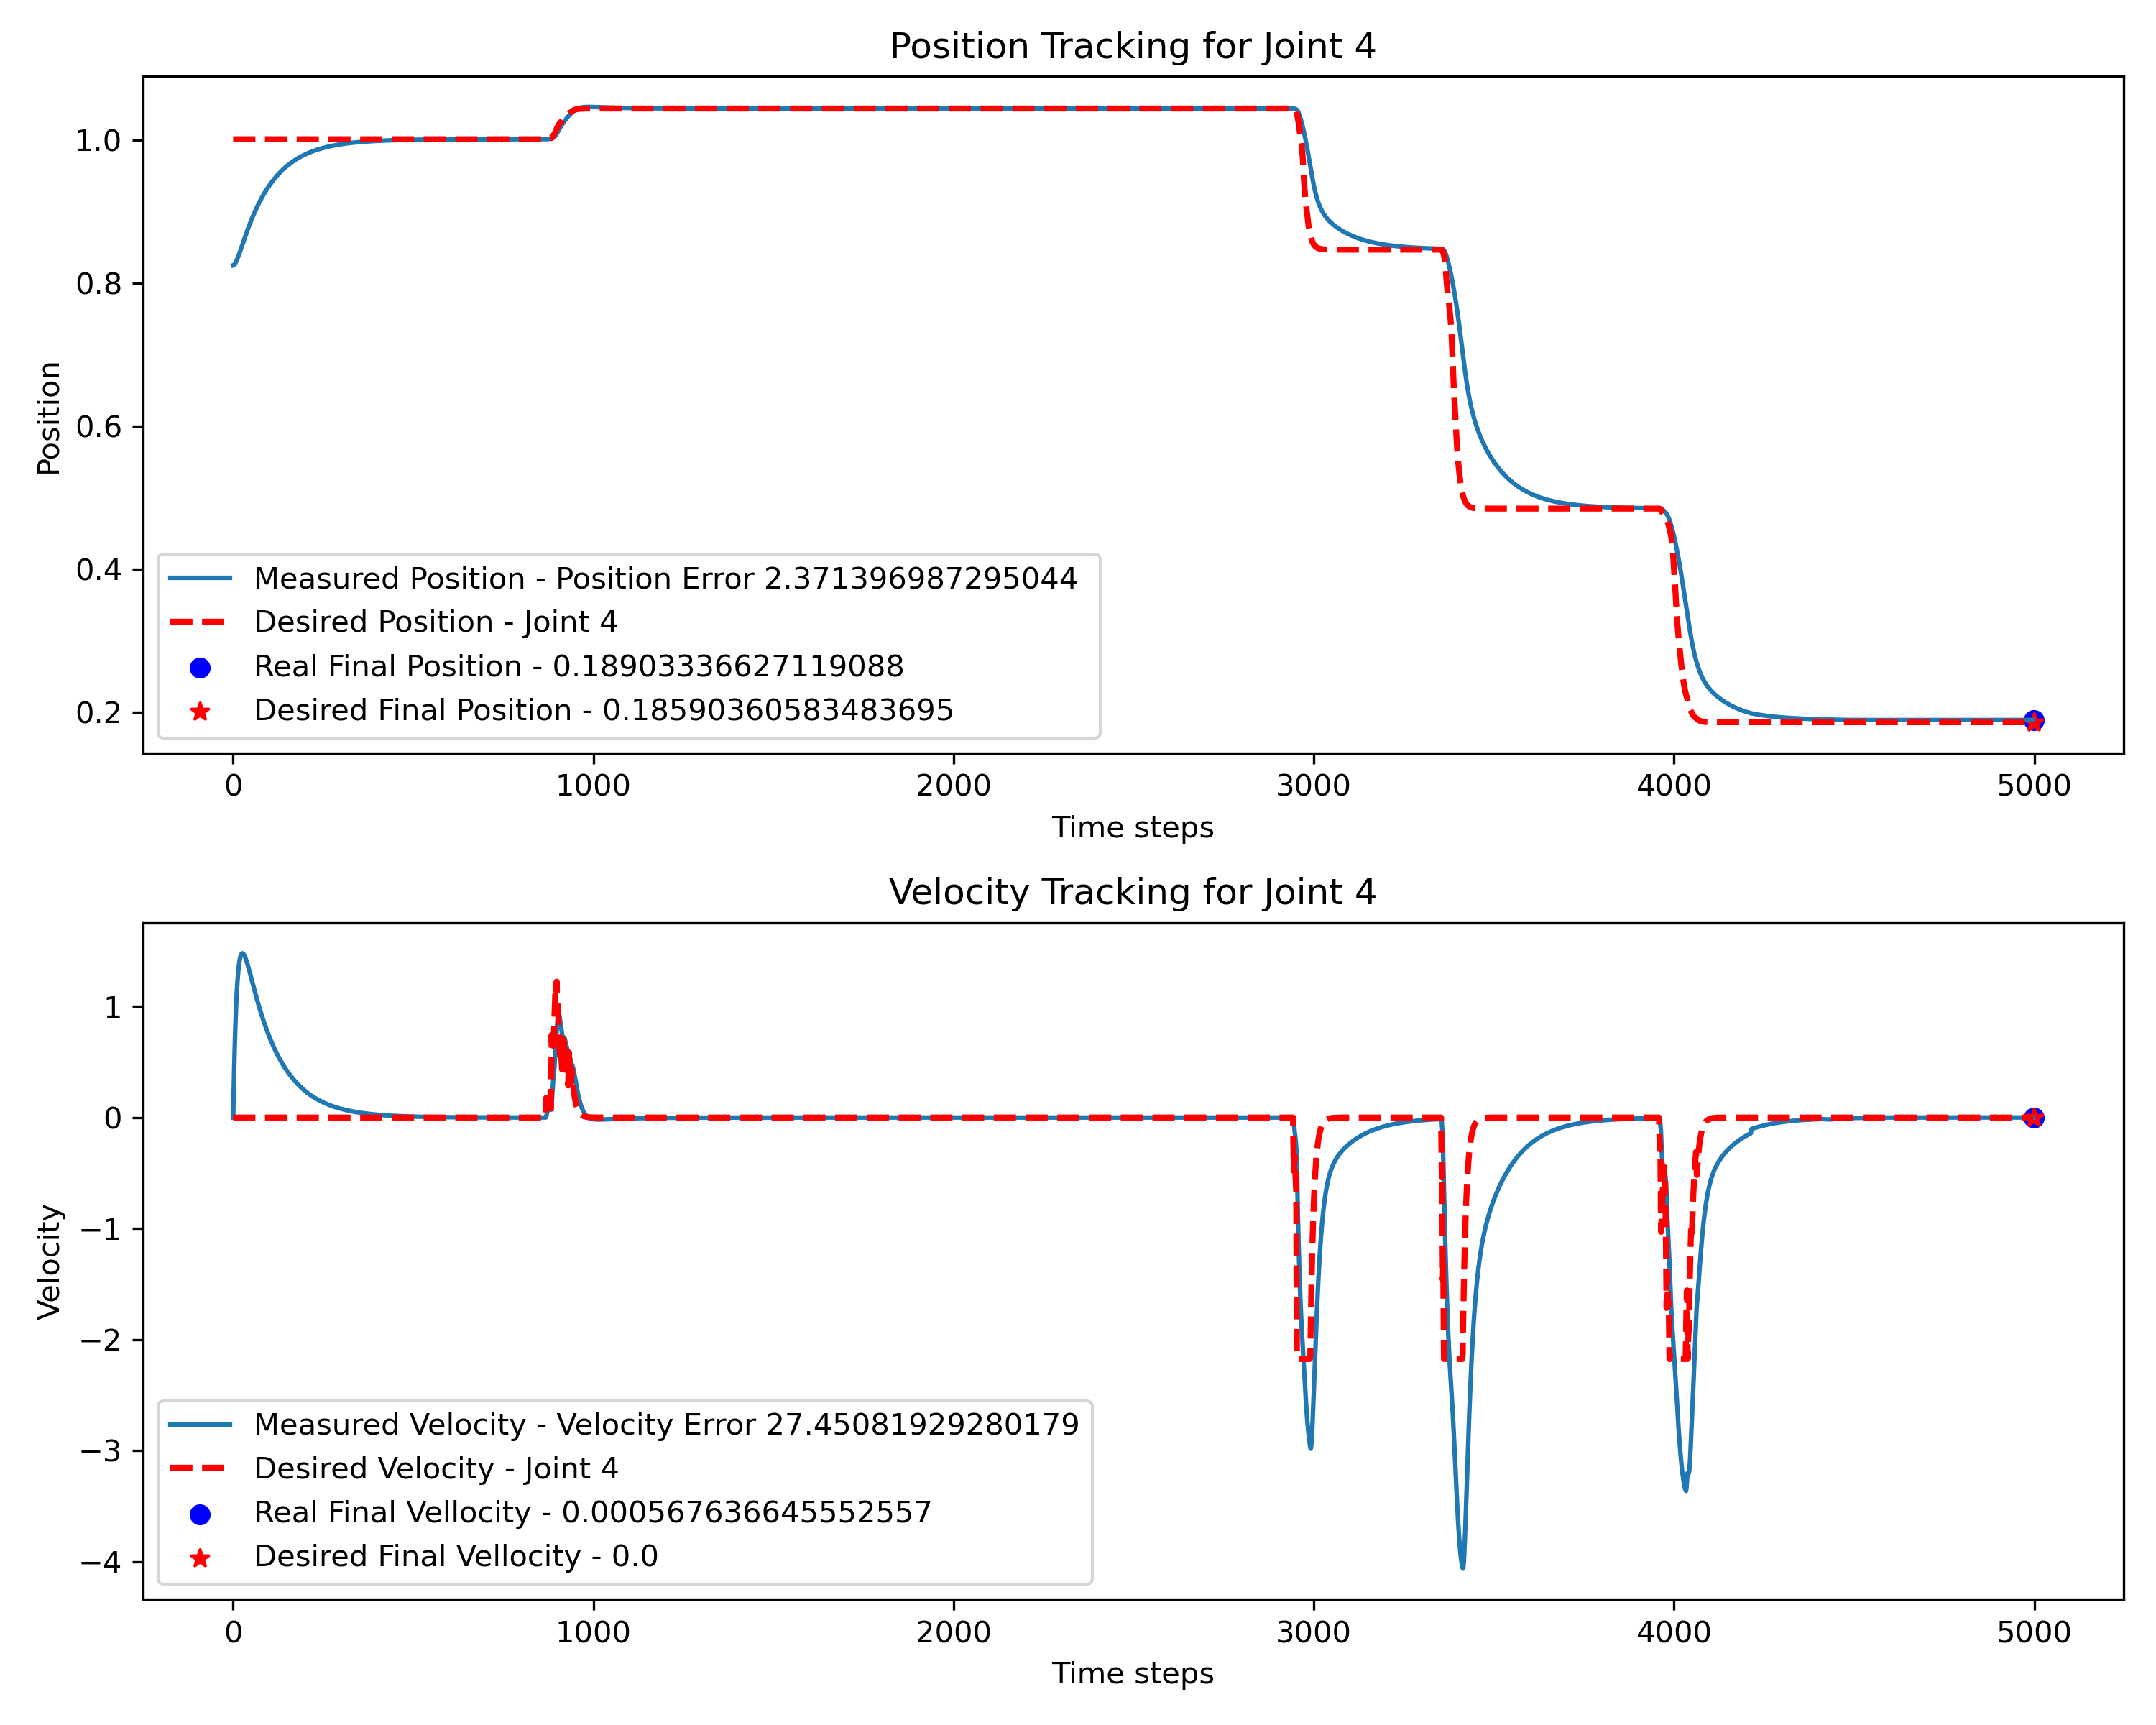 Position Tracking for Joint 4
Position
1.0
0.8
0.6
0.4
0.2
Measured Position - Position Error 2.371396987295044
Desired Position - Joint 4
Real Final Position - 0.18903336627119088
Desired Final Position - 0.18590360583483695
0 1000 2000 3000 4000 5000
Time steps
Velocity Tracking for Joint 4
Velocity
1
0
−1
−2
−3
−4
Measured Velocity - Velocity Error 27.45081929280179
Desired Velocity - Joint 4
Real Final Vellocity - 0.000567636645552557
Desired Final Vellocity - 0.0
0 1000 2000 3000 4000 5000
Time steps